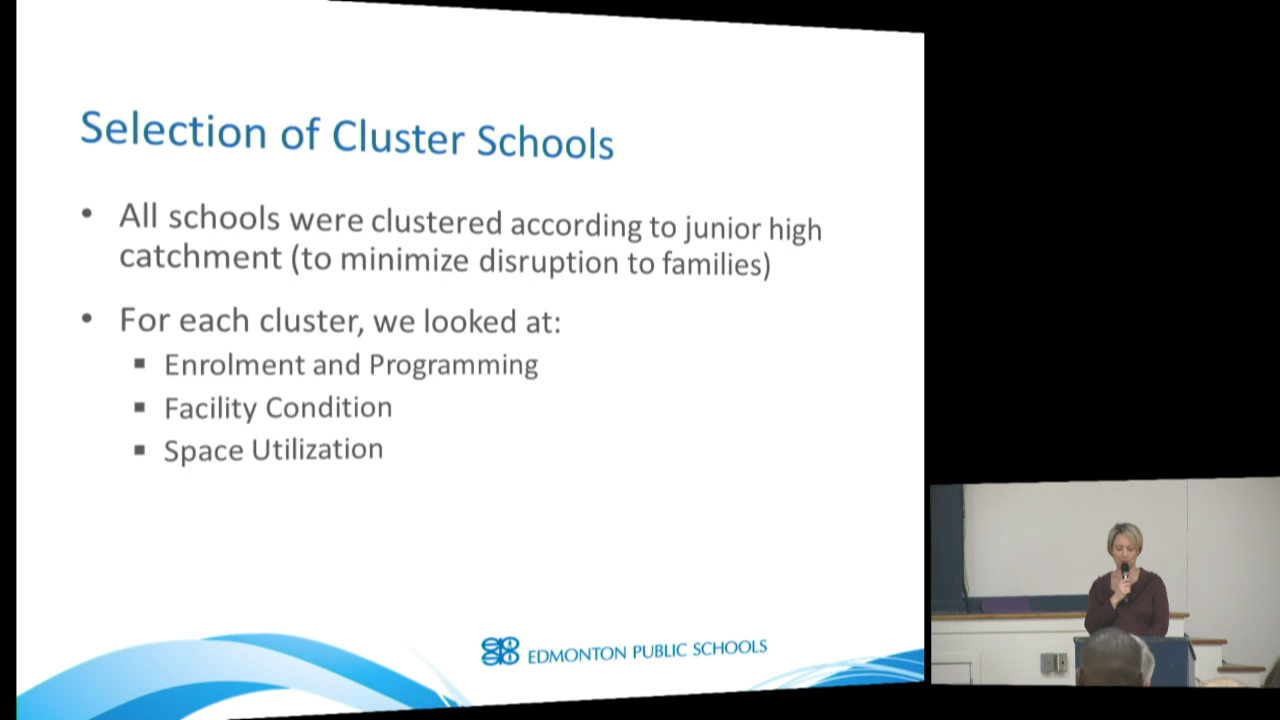 Selection of Cluster Schools
• All schools were clustered according to junior high
catchment (to minimize disruption to families)
• For each cluster, we looked at:
▪ Enrolment and Programming
▪ Facility Condition
▪ Space Utilization
EDMONTON PUBLIC SCHOOLS